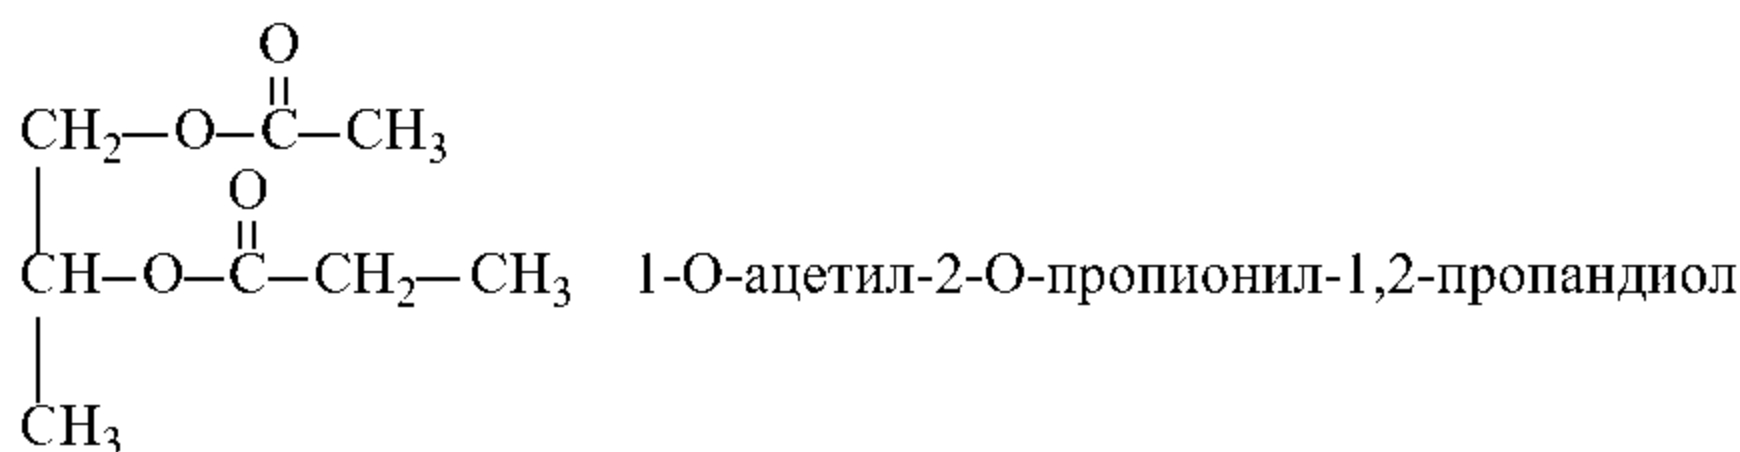 O
CH₂—O—C—CH₃
O
CH—O—C—CH₂—CH₃ 1-О-ацетил-2-О-пропионил-1,2-пропандиол
CH₃